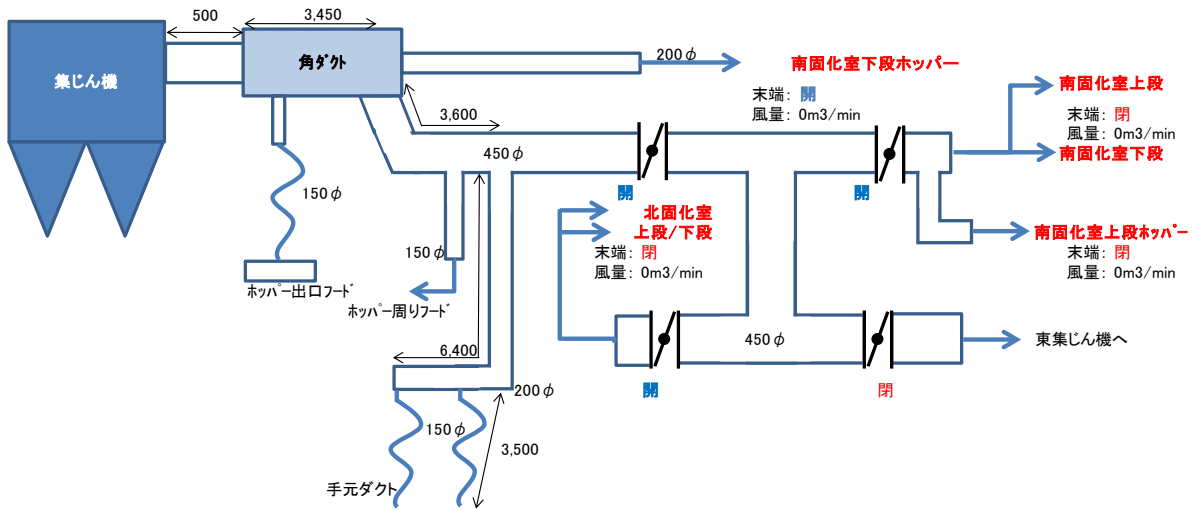 500
3,450
集じん機
角ﾀﾞｸﾄ
200φ
南固化室下段ホッパー
末端： 開
風量： 0m3/min
南固化室上段
末端： 閉
風量： 0m3/min
南固化室下段
3,600
450φ
開
開
150φ
北固化室
上段/下段
末端： 閉
風量： 0m3/min
南固化室上段ﾎｯﾊﾟｰ
末端： 閉
風量： 0m3/min
150φ
ﾎｯﾊﾟｰ出口ﾌｰﾄﾞ
ﾎｯﾊﾟｰ周りﾌｰﾄﾞ
6,400
450φ
東集じん機へ
200φ
開
閉
150φ
3,500
手元ﾀﾞｸﾄ